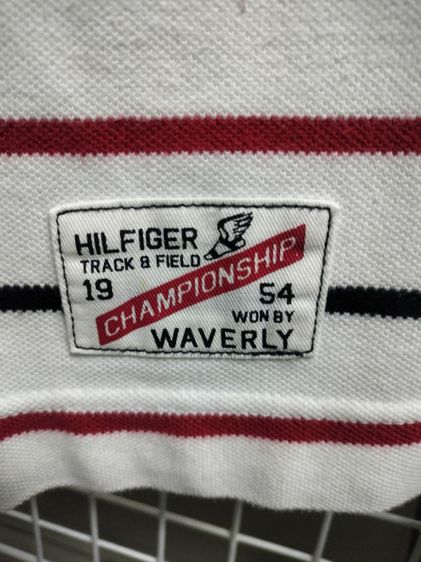 HILFIGER
TRACK & FIELD
19 54
CHAMPIONSHIP
WON BY
WAVERLY